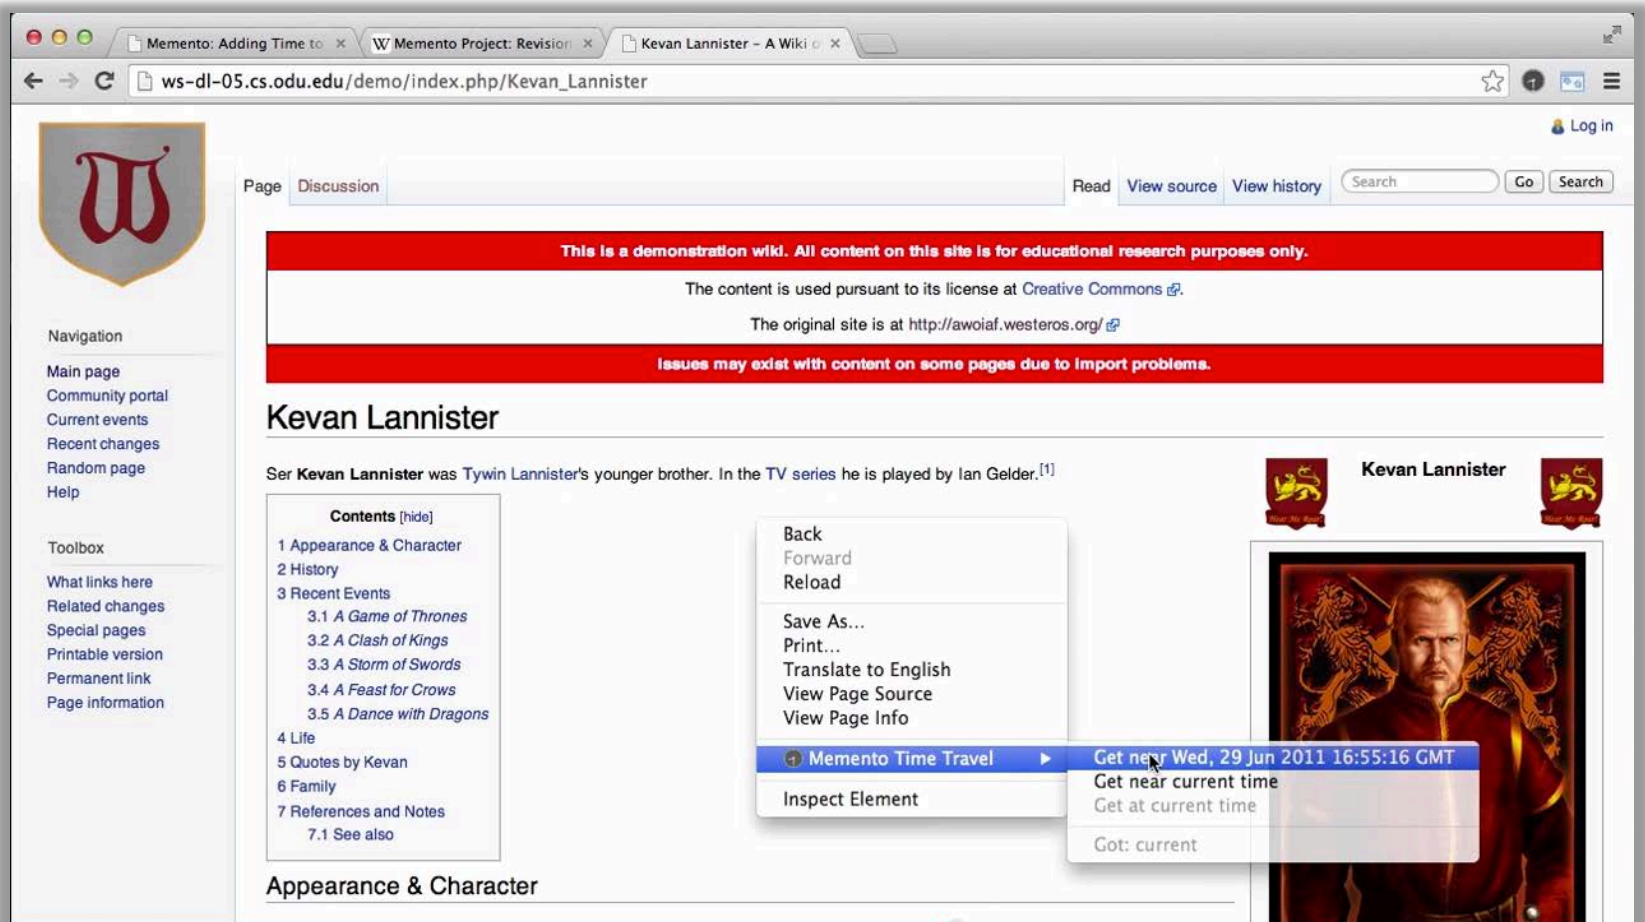 Memento: Adding Time to
Memento Project: Revision
Kevan Lannister – A Wiki o
ws-dl-05.cs.odu.edu/demo/index.php/Kevan_Lannister
Log in
Page Discussion
Read View source View history
Search
Go Search
This is a demonstration wiki. All content on this site is for educational research purposes only.
The content is used pursuant to its license at Creative Commons.
The original site is at http://awoiaf.westeros.org/
Issues may exist with content on some pages due to import problems.
Navigation
Main page
Community portal
Current events
Recent changes
Random page
Help
Toolbox
What links here
Related changes
Special pages
Printable version
Permanent link
Page information
Kevan Lannister
Ser Kevan Lannister was Tywin Lannister's younger brother. In the TV series he is played by Ian Gelder.[1]
Contents [hide]
1 Appearance & Character
2 History
3 Recent Events
3.1 A Game of Thrones
3.2 A Clash of Kings
3.3 A Storm of Swords
3.4 A Feast for Crows
3.5 A Dance with Dragons
4 Life
5 Quotes by Kevan
6 Family
7 References and Notes
7.1 See also
Appearance & Character
Back
Forward
Reload
Save As...
Print...
Translate to English
View Page Source
View Page Info
Memento Time Travel
Inspect Element
Get near Wed, 29 Jun 2011 16:55:16 GMT
Get near current time
Get at current time
Got: current
Kevan Lannister
Hear Me Roar!
Hear Me Roar!